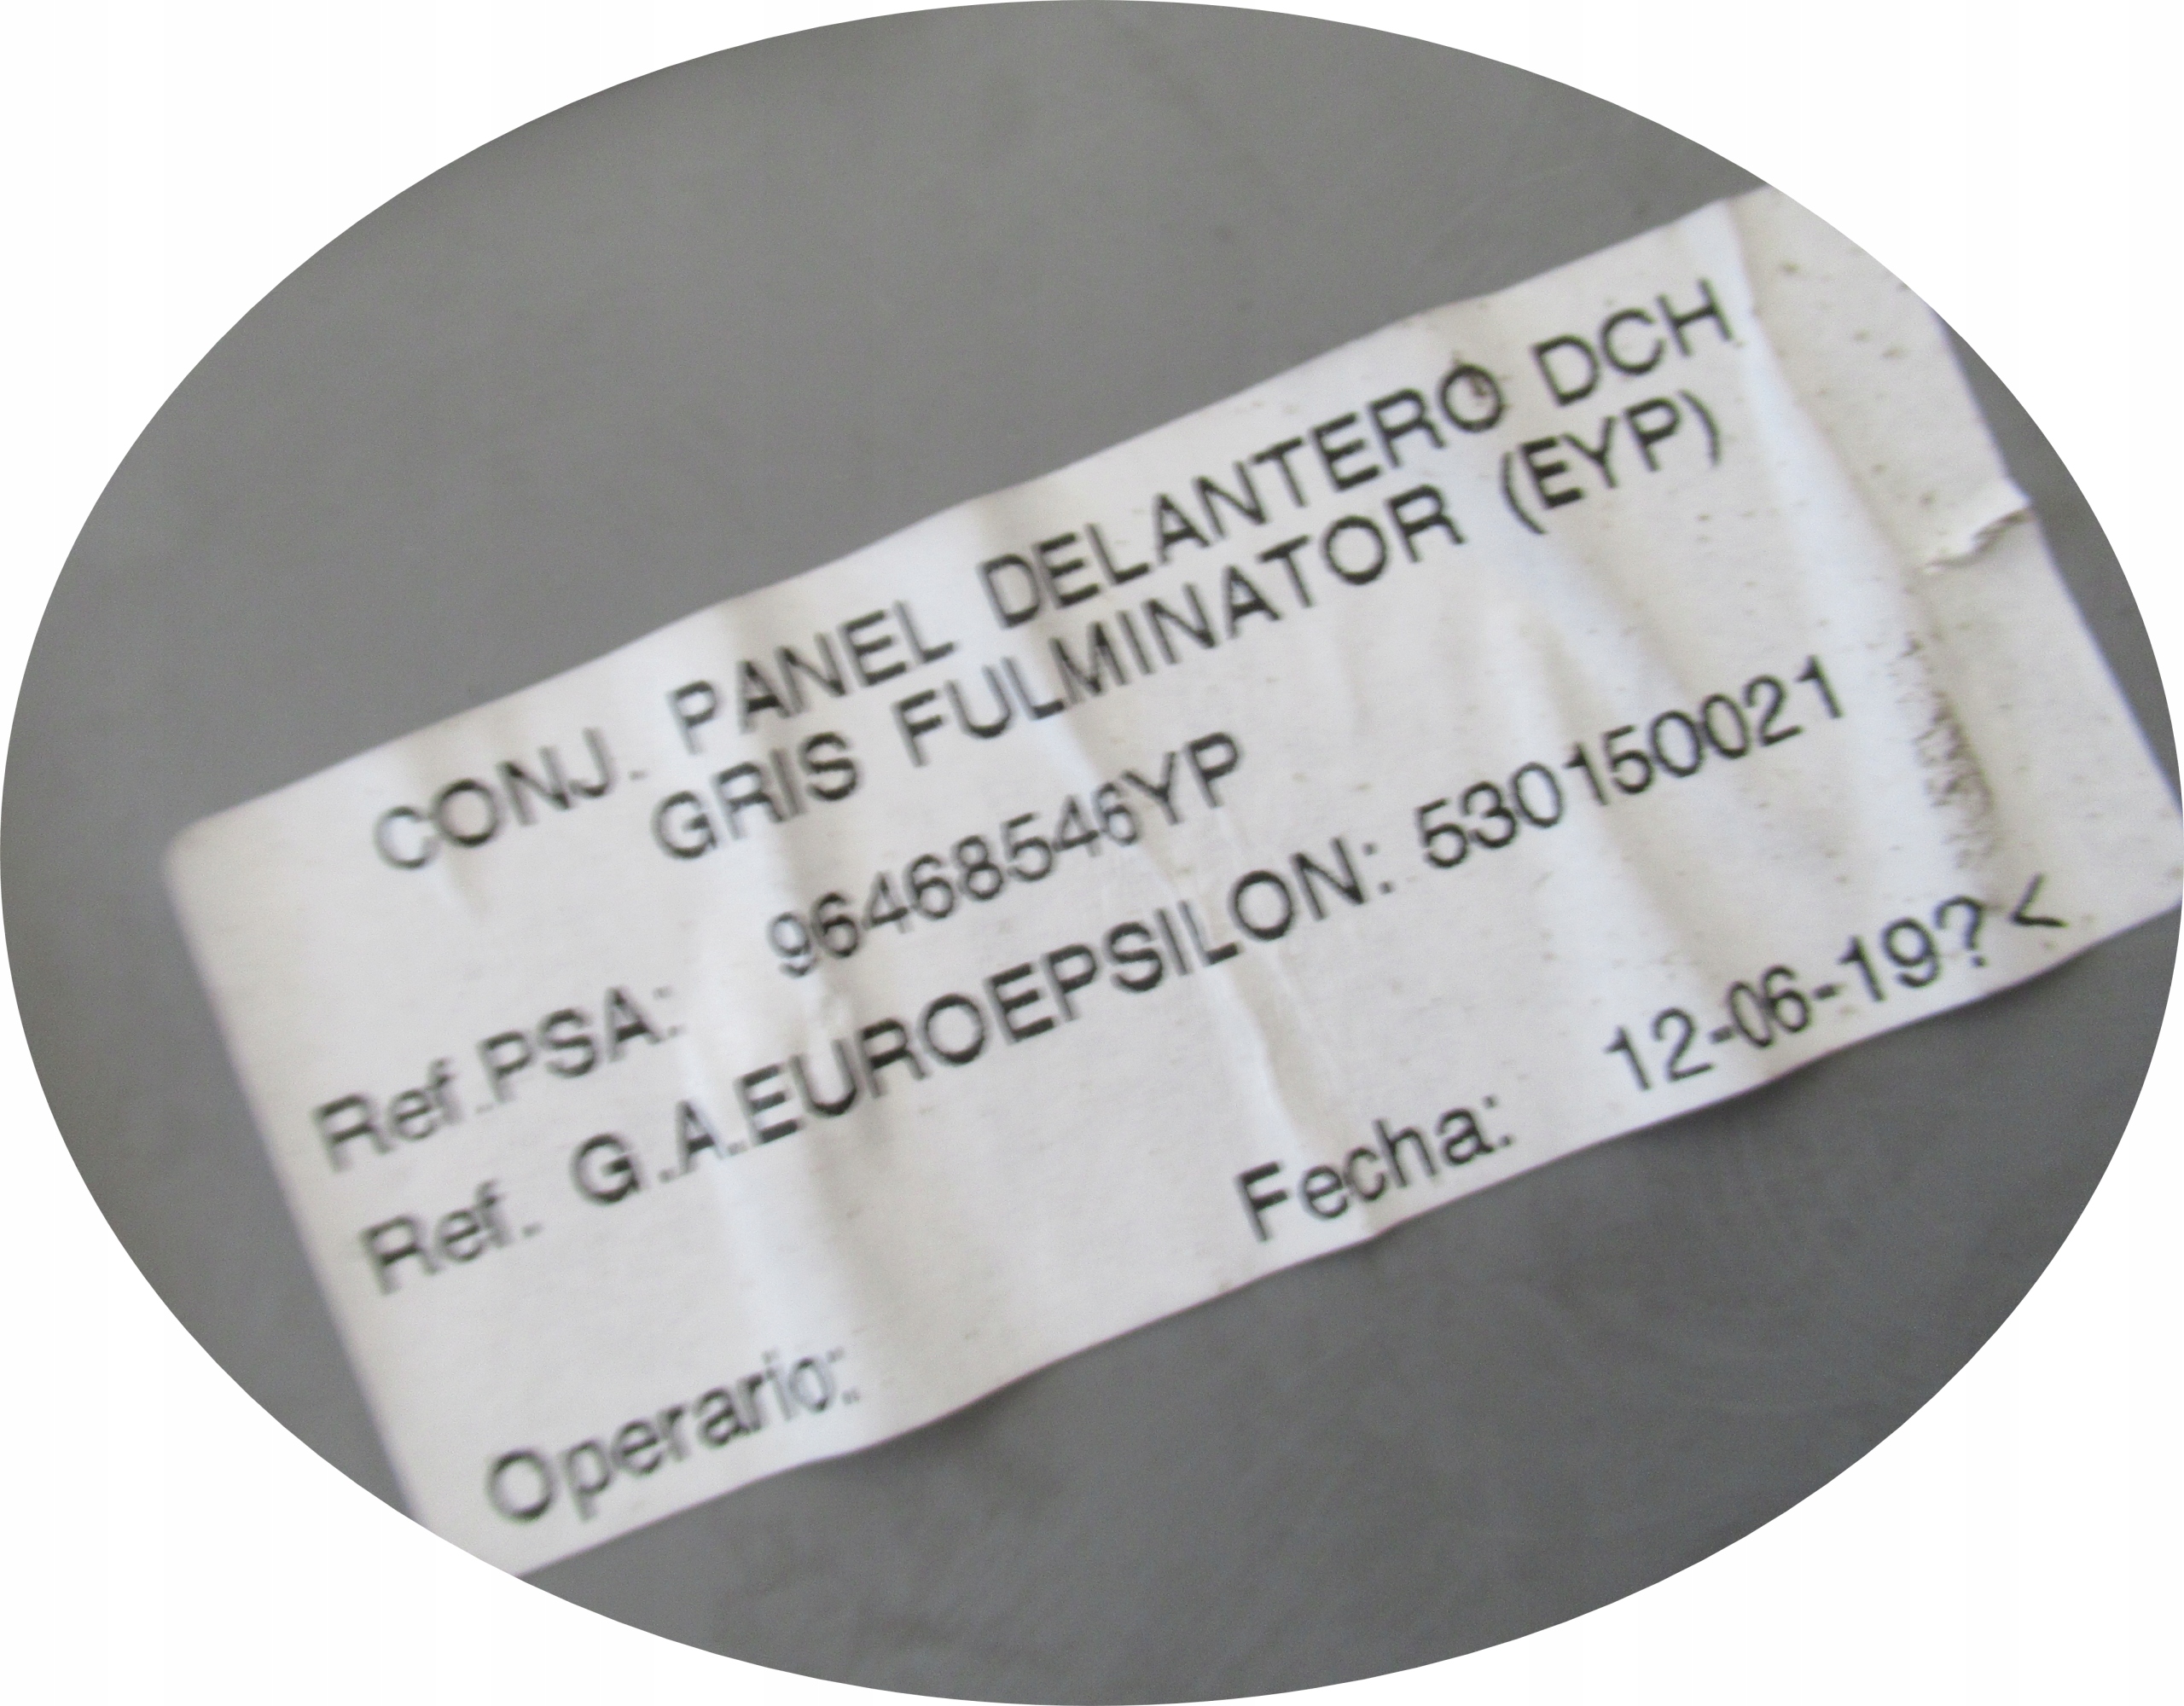 CONJ. PANEL DELANTERO DCH
GRIS FULMINATOR (EYP)
Ref.PSA: 96468546YP
Ref. G.A.EUROEPSILON: 530150021
Operario: Fecha: 12-06-19?<